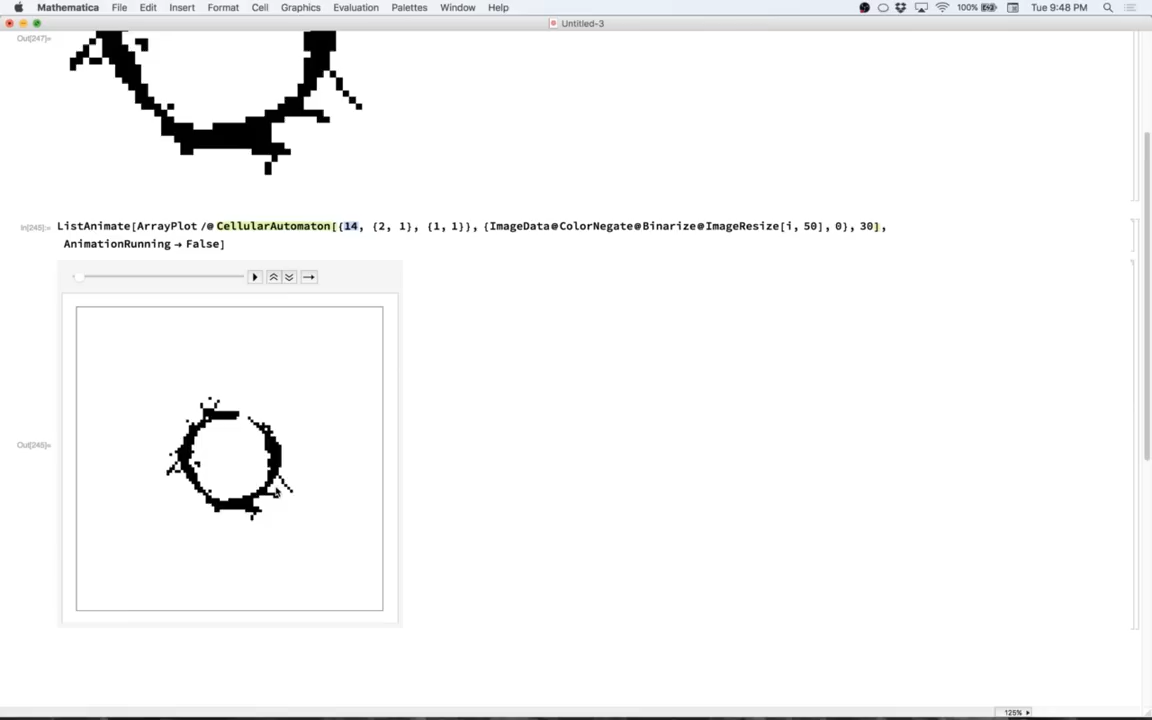 Mathematica File Edit Insert Format Cell Graphics Evaluation Palettes Window Help 100% Tue 9:48 PM
Untitled-3
Out[247]=
In[245]:= ListAnimate[ArrayPlot /@ CellularAutomaton[{14, {2, 1}, {1, 1}}, {ImageData@ColorNegate@Binarize@ImageResize[i, 50], 0}, 30],
AnimationRunning → False]
Out[245]=
125%